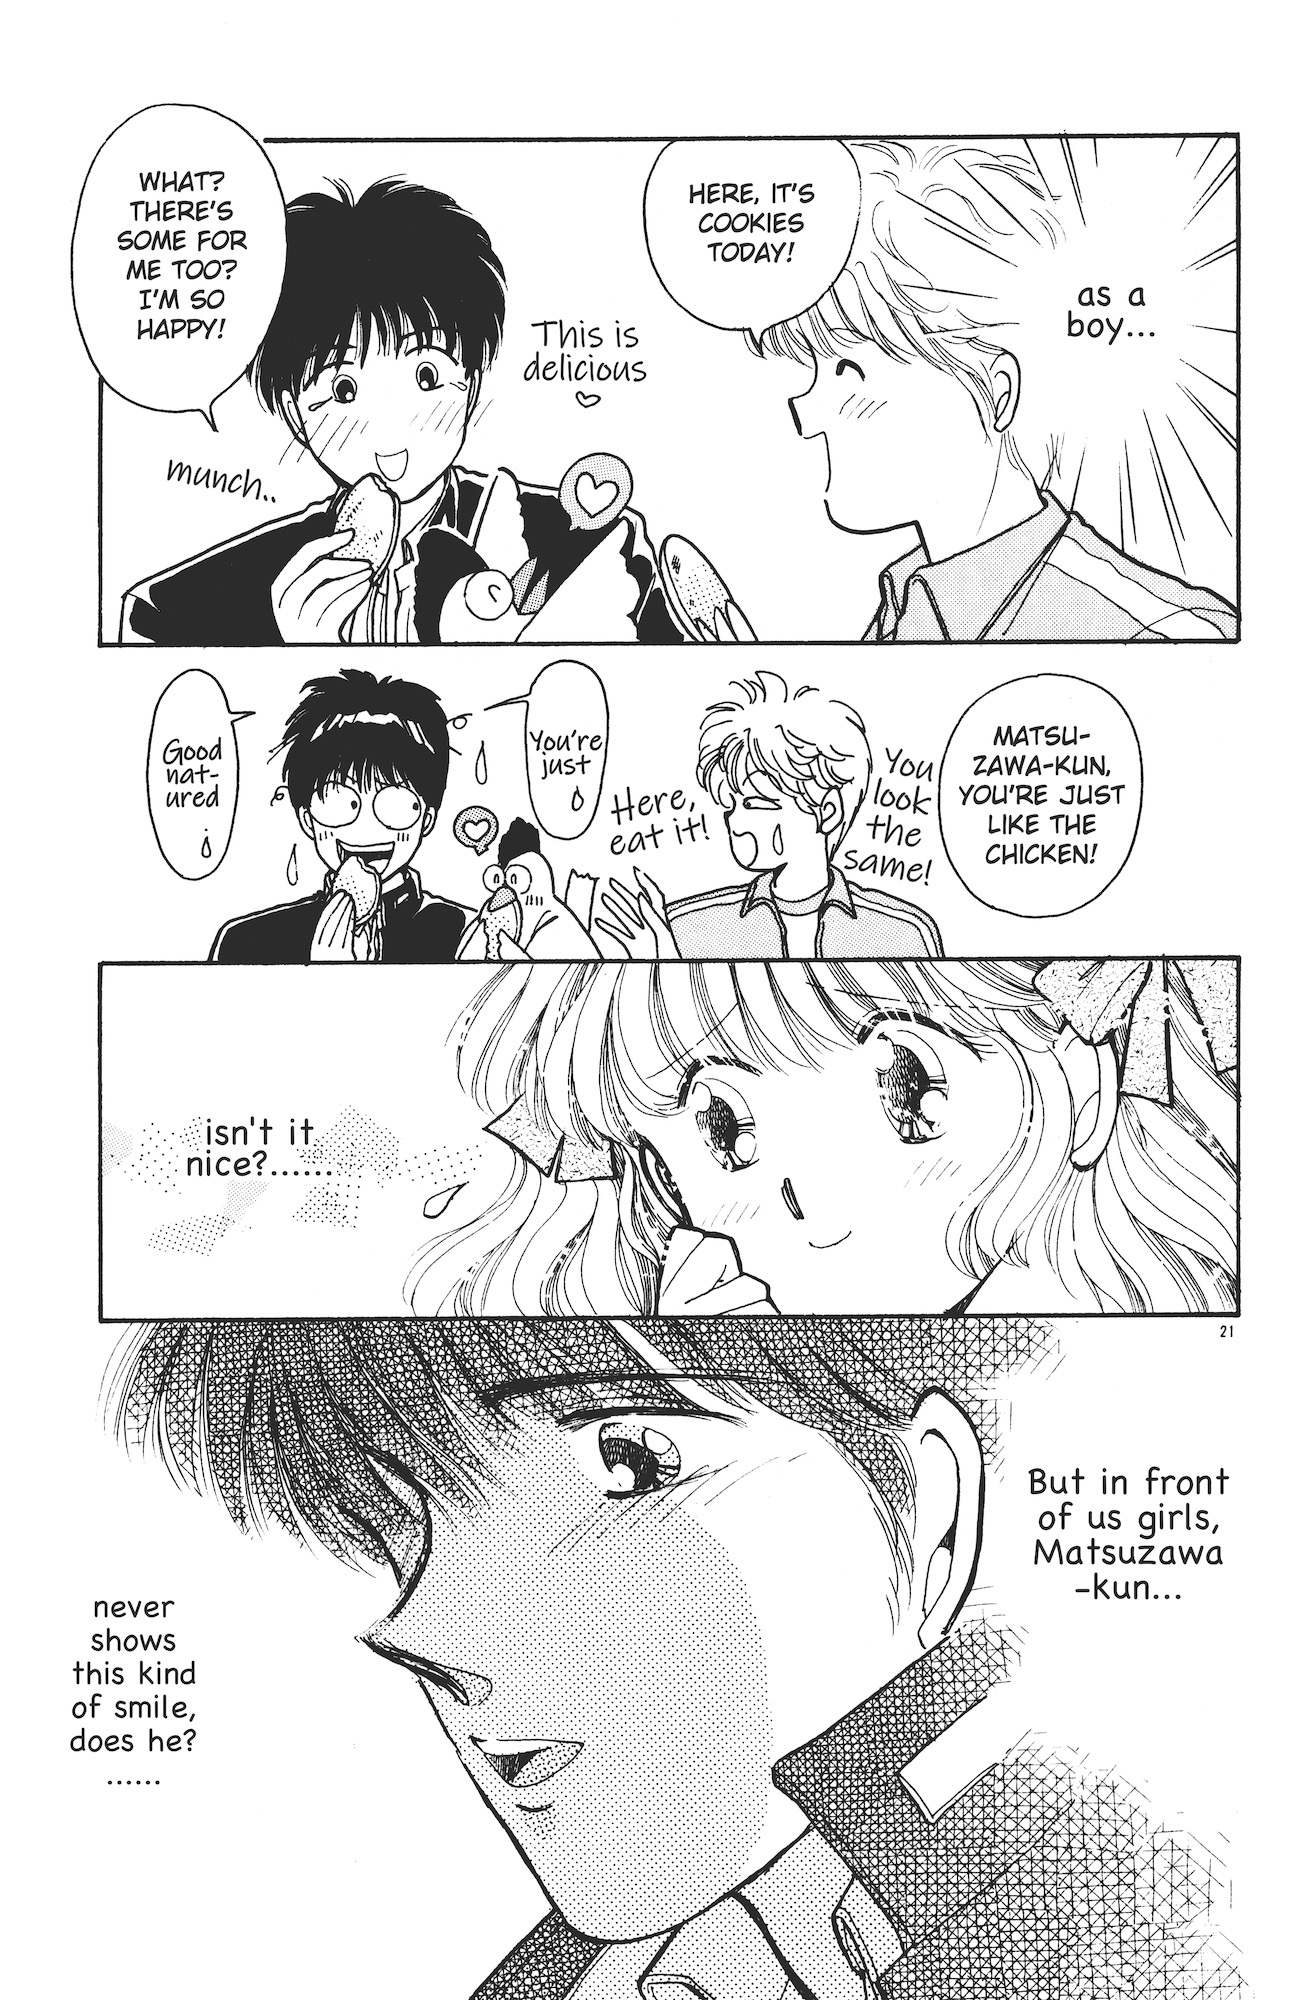 as a
boy...
HERE, IT'S
COOKIES
TODAY!
This is
delicious
WHAT?
THERE'S
SOME FOR
ME TOO?
I'M SO
HAPPY!
munch..
MATSU-
ZAWA-KUN,
YOU'RE JUST
LIKE THE
CHICKEN!
You
look
the
same!
Here,
eat it!
You're
just
Good
nat-
ured
isn't it
nice?......
21
But in front
of us girls,
Matsuzawa
-kun...
never
shows
this kind
of smile,
does he?
......